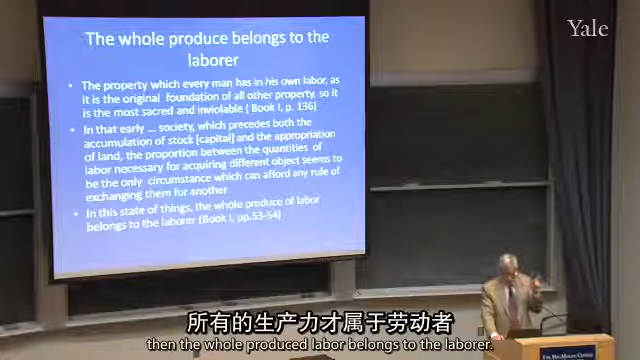 Yale
The whole produce belongs to the
laborer
• The property which every man has in his own labor, as
it is the original foundation of all other property, so it
is the most sacred and inviolable ( Book I, p. 136)
• In that early ... society, which precedes both the
accumulation of stock [capital] and the appropriation
of land, the proportion between the quantities of
labor necessary for acquiring different object seems to
be the only circumstance which can afford any rule of
exchanging them for another
• In this state of things, the whole produce of labor
belongs to the laborer (Book I, pp.53-54)
所有的生产力才属于劳动者
then the whole produced labor belongs to the laborer.
THE MACMILLAN CENTER